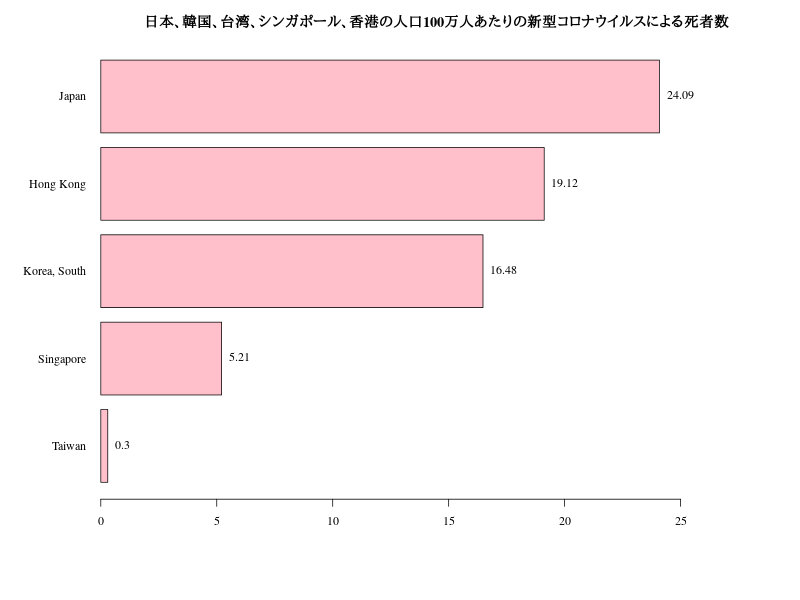 日本、韓国、台湾、シンガポール、香港の人口100万人あたりの新型コロナウイルスによる死者数
Japan 24.09
Hong Kong 19.12
Korea, South 16.48
Singapore 5.21
Taiwan 0.3
0 5 10 15 20 25